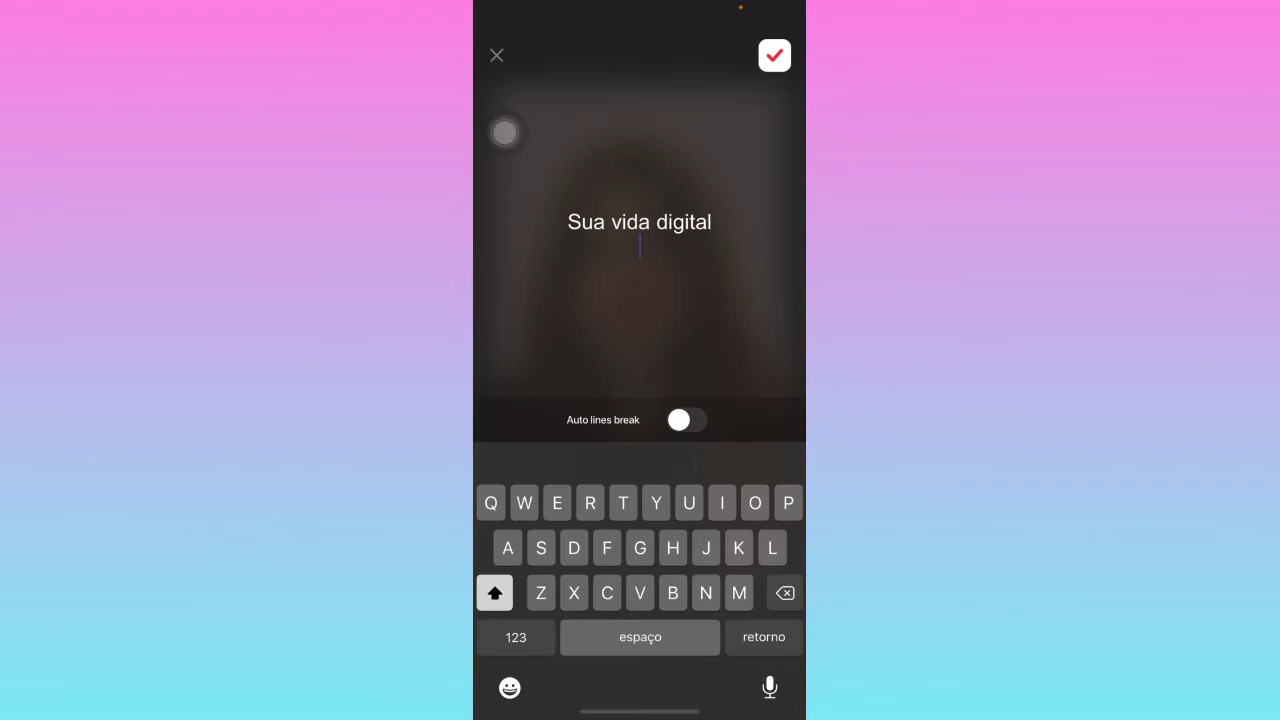 Sua vida digital
Auto lines break
Q W E R T Y U I O P
A S D F G H J K L
Z X C V B N M
123 espaço retorno